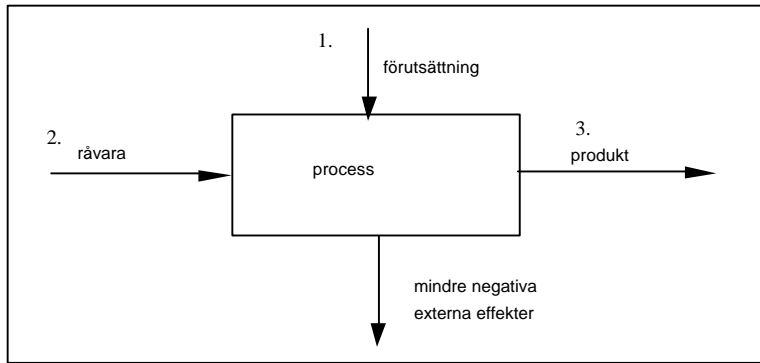 1.
förutsättning
2.
råvara
process
3.
produkt
mindre negativa
externa effekter